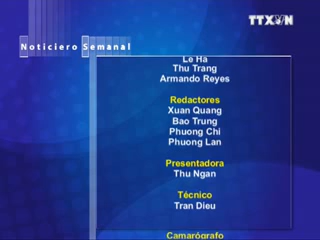 TTXVN
Noticiero Semanal
Le Ha
Thu Trang
Armando Reyes
Redactores
Xuan Quang
Bao Trung
Phuong Chi
Phuong Lan
Presentadora
Thu Ngan
Técnico
Tran Dieu
Camarógrafo